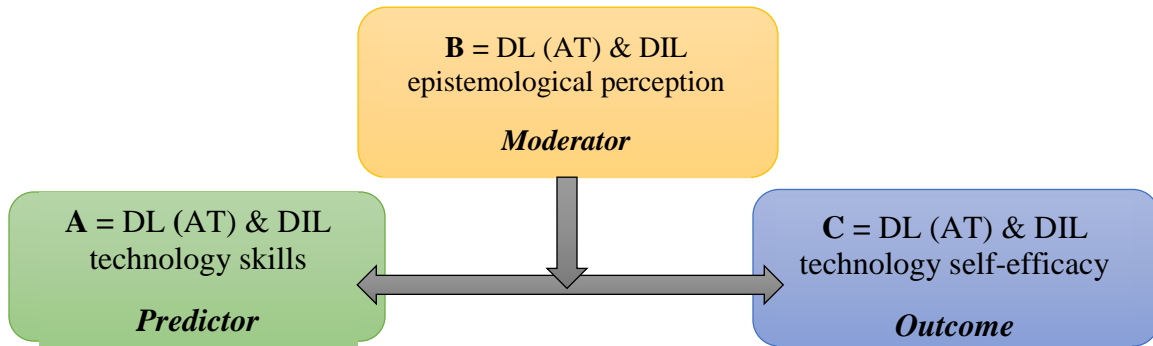 B = DL (AT) & DIL
epistemological perception
Moderator
A = DL (AT) & DIL
technology skills
Predictor
C = DL (AT) & DIL
technology self-efficacy
Outcome